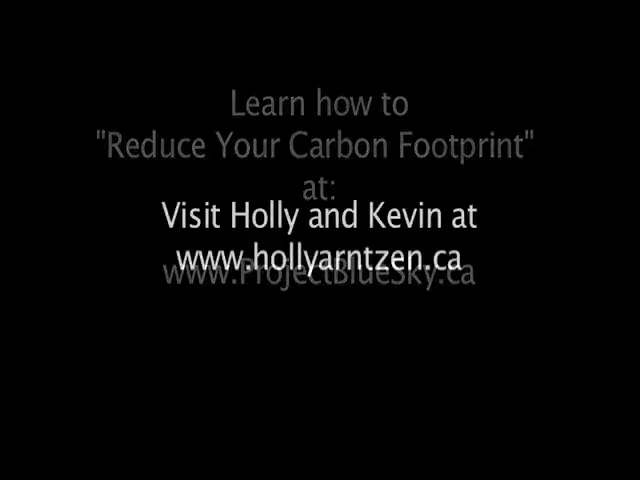 Learn how to
"Reduce Your Carbon Footprint"
at:
Visit Holly and Kevin at
www.hollyarntzen.ca
www.ProjectBlueSky.ca